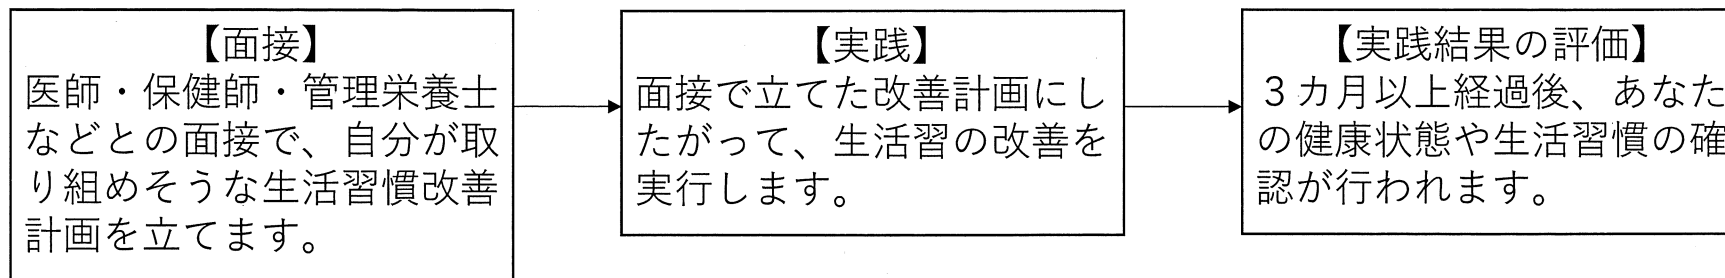 【面接】
医師・保健師・管理栄養士
などとの面接で、自分が取
り組めそうな生活習慣改善
計画を立てます。
【実践】
面接で立てた改善計画にし
たがって、生活習の改善を
実行します。
【実践結果の評価】
３カ月以上経過後、あなた
の健康状態や生活習慣の確
認が行われます。